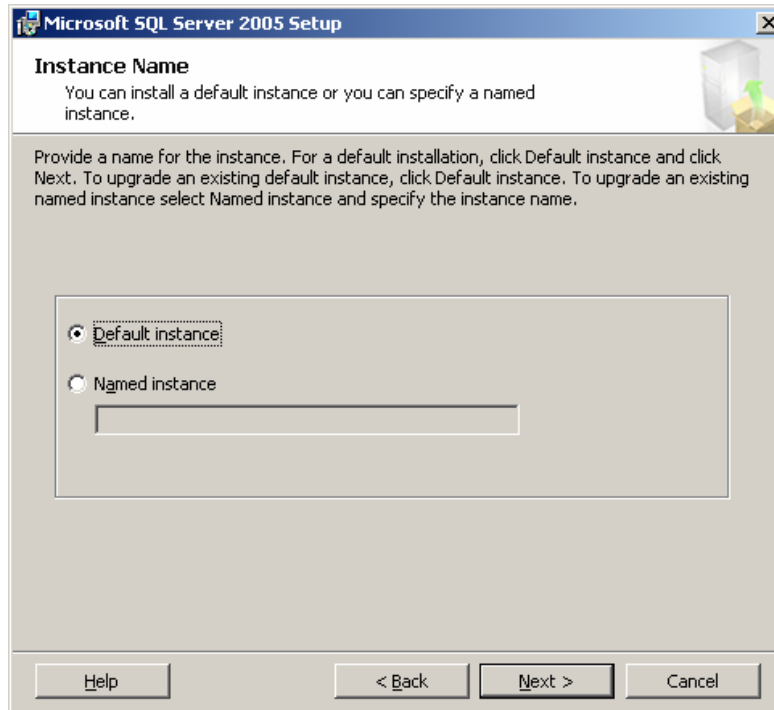 Microsoft SQL Server 2005 Setup
Instance Name
You can install a default instance or you can specify a named
instance.
Provide a name for the instance. For a default installation, click Default instance and click
Next. To upgrade an existing default instance, click Default instance. To upgrade an existing
named instance select Named instance and specify the instance name.
Default instance
Named instance
Help
< Back
Next >
Cancel